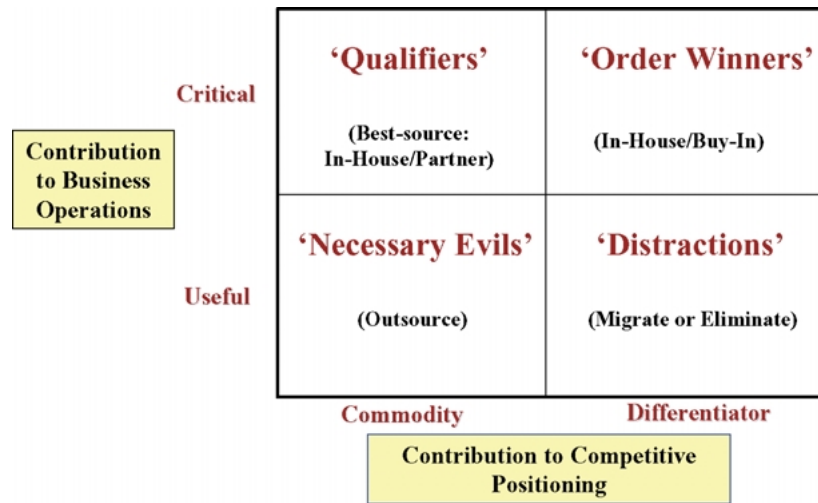 ‘Qualifiers’
‘Order Winners’
Critical
(Best-source:
In-House/Partner)
(In-House/Buy-In)
Contribution
to Business
Operations
‘Necessary Evils’
‘Distractions’
Useful
(Outsource)
(Migrate or Eliminate)
Commodity
Differentiator
Contribution to Competitive
Positioning